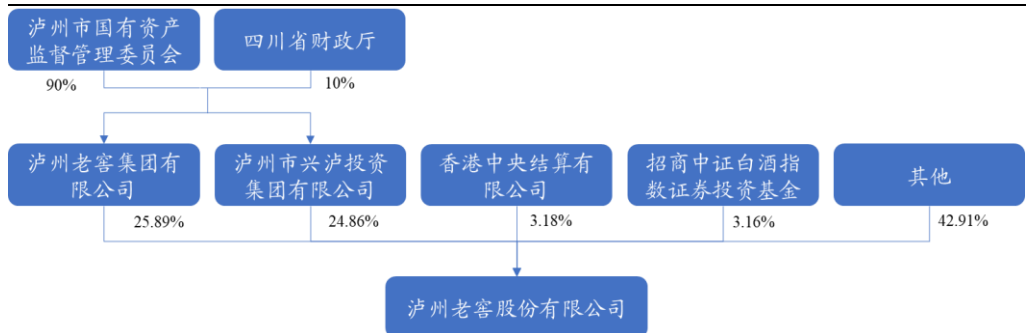 泸州市国有资产
监督管理委员会
四川省财政厅
90%
10%
泸州老窖集团有
限公司
泸州市兴泸投资
集团有限公司
香港中央结算有
限公司
招商中证白酒指
数证券投资基金
其他
25.89%
24.86%
3.18%
3.16%
42.91%
泸州老窖股份有限公司